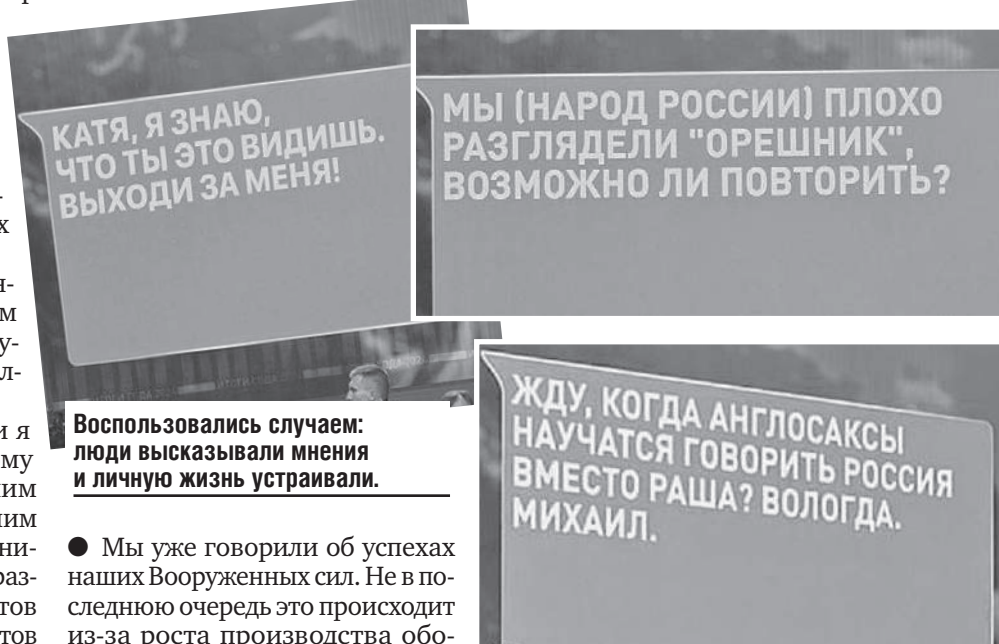 КАТЯ, Я ЗНАЮ,
ЧТО ТЫ ЭТО ВИДИШЬ.
ВЫХОДИ ЗА МЕНЯ!
МЫ (НАРОД РОССИИ) ПЛОХО
РАЗГЛЯДЕЛИ "ОРЕШНИК",
ВОЗМОЖНО ЛИ ПОВТОРИТЬ?
ЖДУ, КОГДА АНГЛОСАКСЫ
НАУЧАТСЯ ГОВОРИТЬ РОССИЯ
ВМЕСТО РАША? ВОЛОГДА.
МИХАИЛ.
Воспользовались случаем:
люди высказывали мнения
и личную жизнь устраивали.
● Мы уже говорили об успехах
наших Вооруженных сил. Не в по-
следнюю очередь это происходит
из-за роста производства обо-